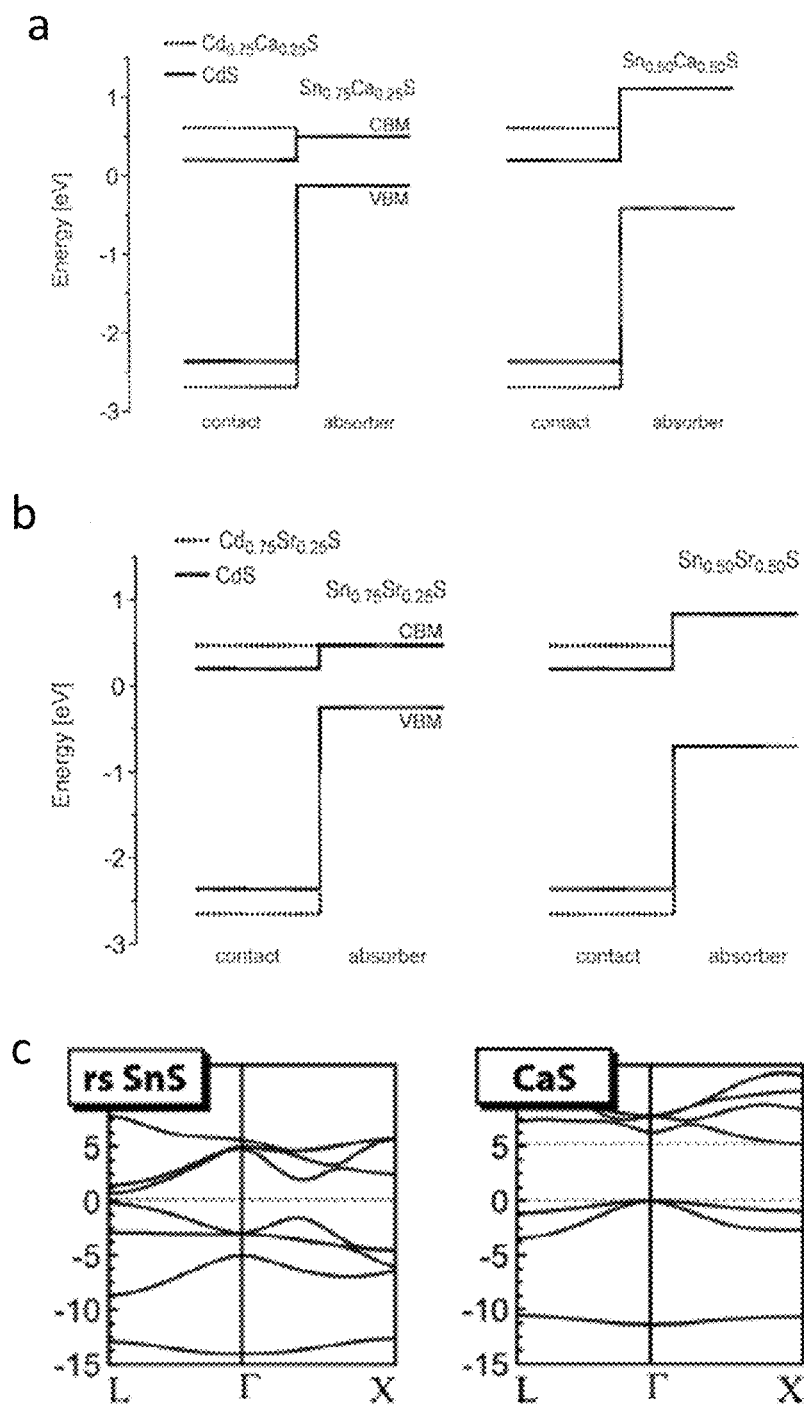 a
Cd0.75Ca0.25S
CdS
Sn0.75Ca0.25S
Sn0.50Ca0.50S
CBM
VBM
Energy [eV]
1
0
-1
-2
-3
contact absorber contact absorber
b
Cd0.75Sr0.25S
CdS
Sn0.75Sr0.25S
Sn0.50Sr0.50S
CBM
VBM
Energy [eV]
1
0
-1
-2
-3
contact absorber contact absorber
c
rs SnS CaS
5 5
0 0
-5 -5
-10 -10
-15 -15
L Γ X L Γ X